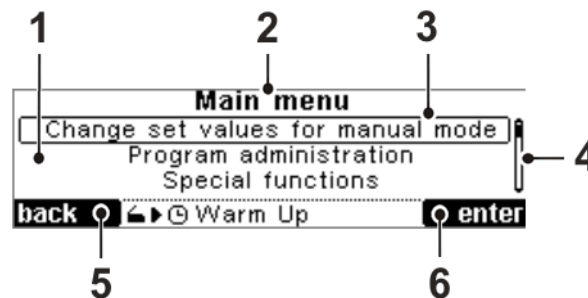 1 2 3
Main menu
Change set values for manual mode
Program administration 4
Special functions
back Warm Up enter
5 6